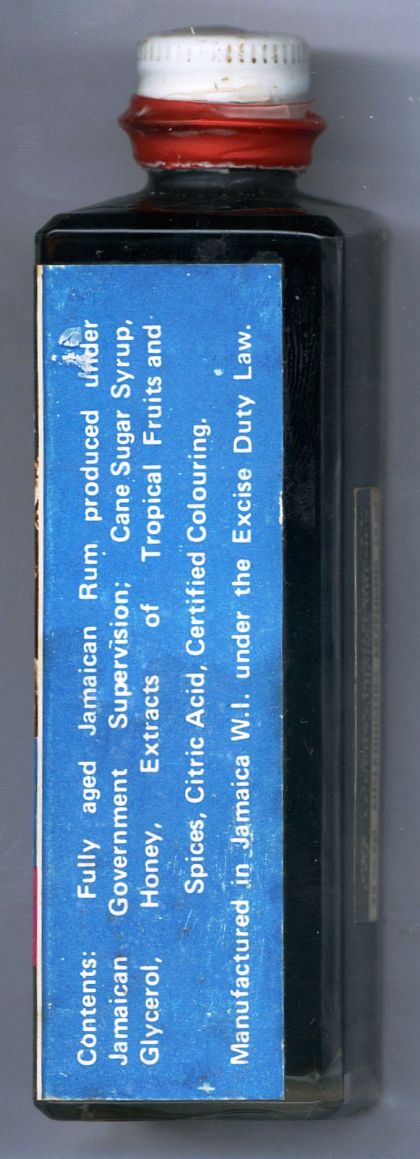 Contents: Fully aged Jamaican Rum produced under
Jamaican Government Supervision; Cane Sugar Syrup,
Glycerol, Honey, Extracts of Tropical Fruits and
Spices, Citric Acid, Certified Colouring.
Manufactured in Jamaica W.I. under the Excise Duty Law.